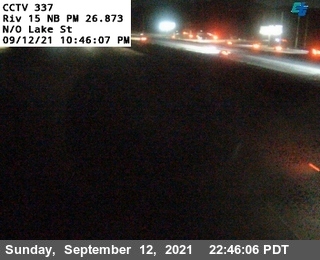 CCTV 337
Riv 15 NB PM 26.873
N/O Lake St
09/12/21 10:46:07 PM
Sunday, September 12, 2021 22:46:06 PDT